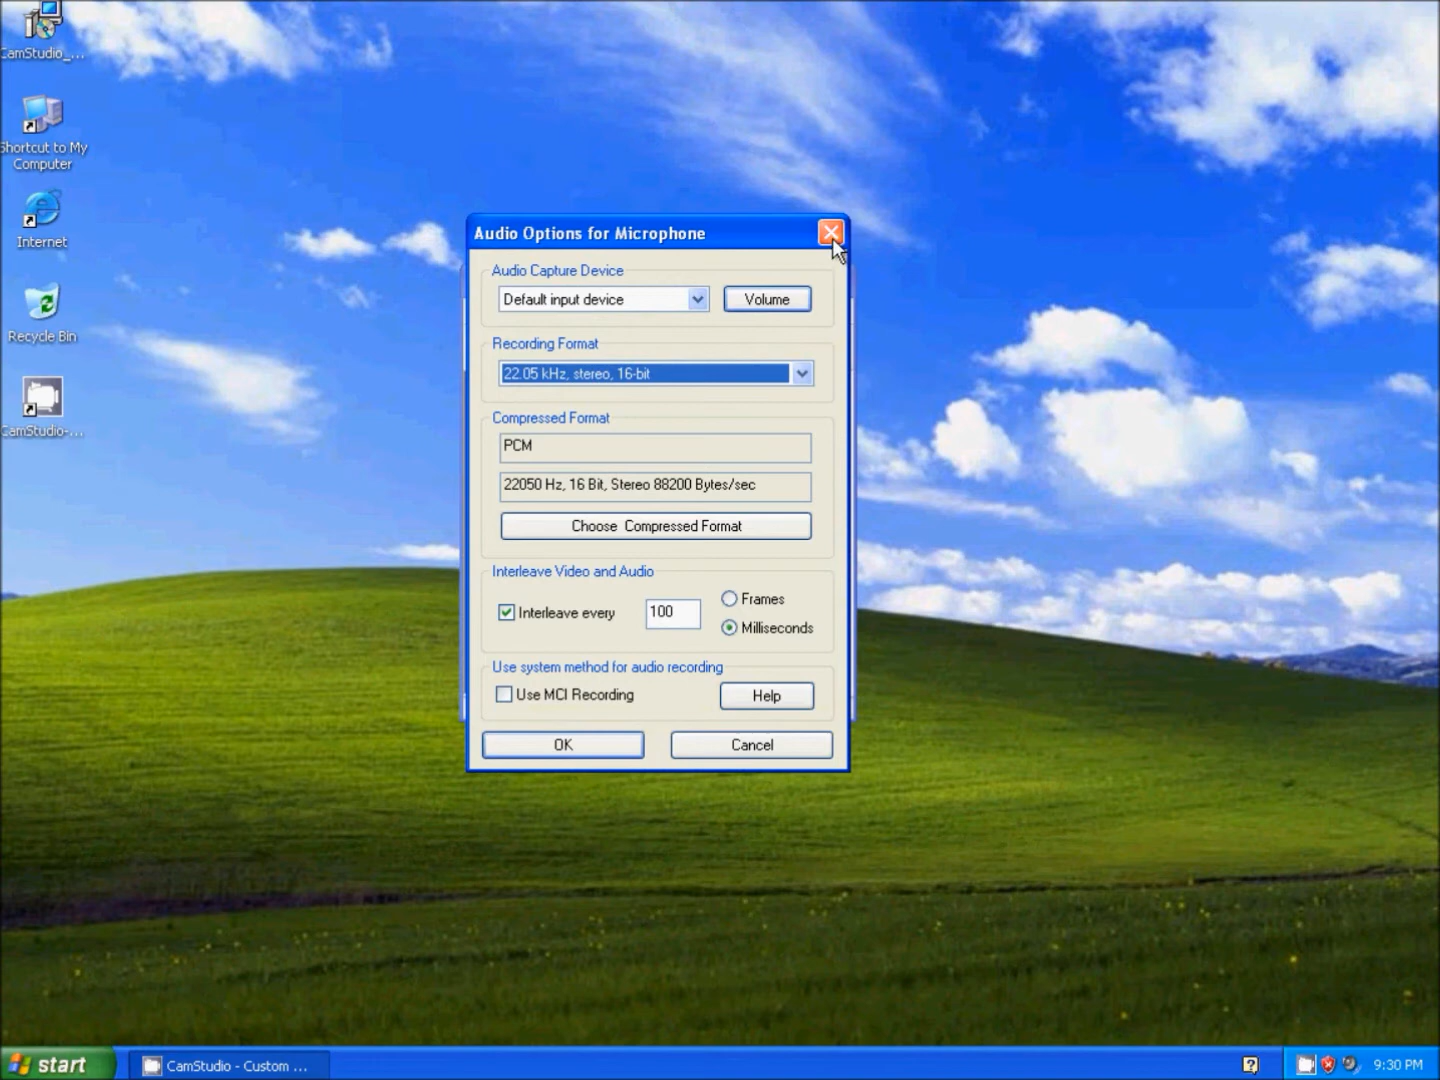 CamStudio_...
Shortcut to My
Computer
Internet
Recycle Bin
CamStudio-...
Audio Options for Microphone
Audio Capture Device
Default input device
Volume
Recording Format
22.05 kHz, stereo, 16-bit
Compressed Format
PCM
22050 Hz, 16 Bit, Stereo 88200 Bytes/sec
Choose Compressed Format
Interleave Video and Audio
Interleave every
100
Frames
Milliseconds
Use system method for audio recording
Use MCI Recording
Help
OK
Cancel
start
CamStudio - Custom ...
9:30 PM